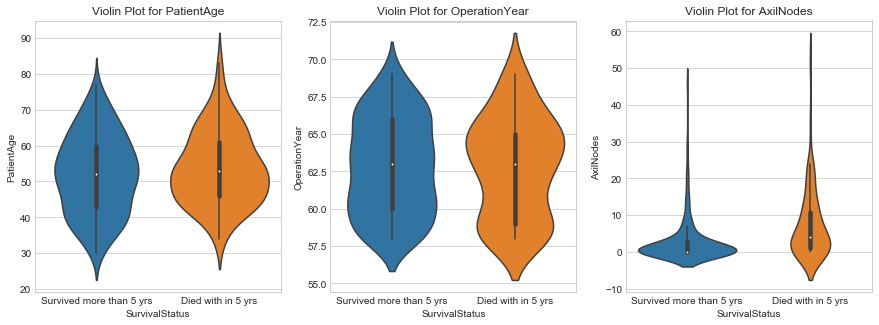 Violin Plot for PatientAge
90
80
70
60
50
40
30
20
PatientAge
Survived more than 5 yrs
Died with in 5 yrs
SurvivalStatus
Violin Plot for OperationYear
72.5
70.0
67.5
65.0
62.5
60.0
57.5
55.0
OperationYear
Survived more than 5 yrs
Died with in 5 yrs
SurvivalStatus
Violin Plot for AxilNodes
60
50
40
30
20
10
0
−10
AxilNodes
Survived more than 5 yrs
Died with in 5 yrs
SurvivalStatus